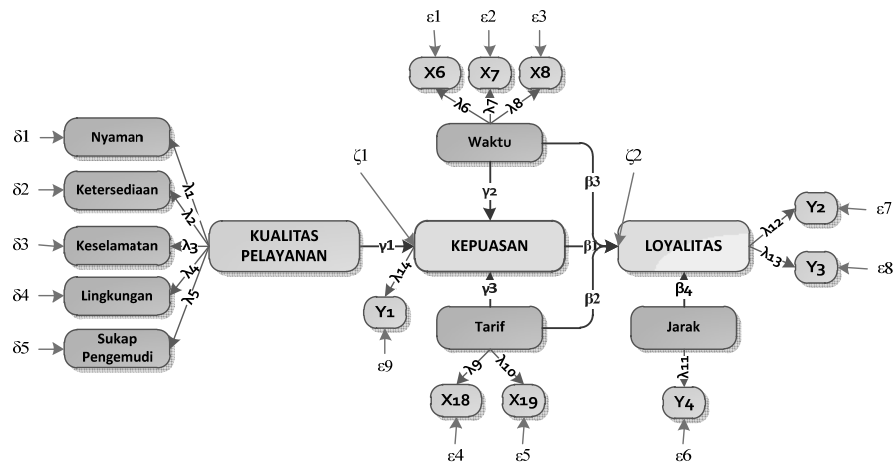 ε1
ε2
ε3
X6
X7
X8
λ6
λ7
λ8
δ1
Nyaman
Waktu
ζ1
ζ2
δ2
Ketersediaan
λ1
λ2
γ2
β3
Y2
ε7
λ12
δ3
Keselamatan
λ3
KUALITAS
PELAYANAN
γ1
KEPUASAN
β1
LOYALITAS
λ13
Y3
ε8
δ4
Lingkungan
λ4
λ5
λ14
γ3
β2
β4
Y1
Tarif
Jarak
δ5
Sukap
Pengemudi
ε9
λ9
λ10
λ11
X18
X19
Y4
ε4
ε5
ε6